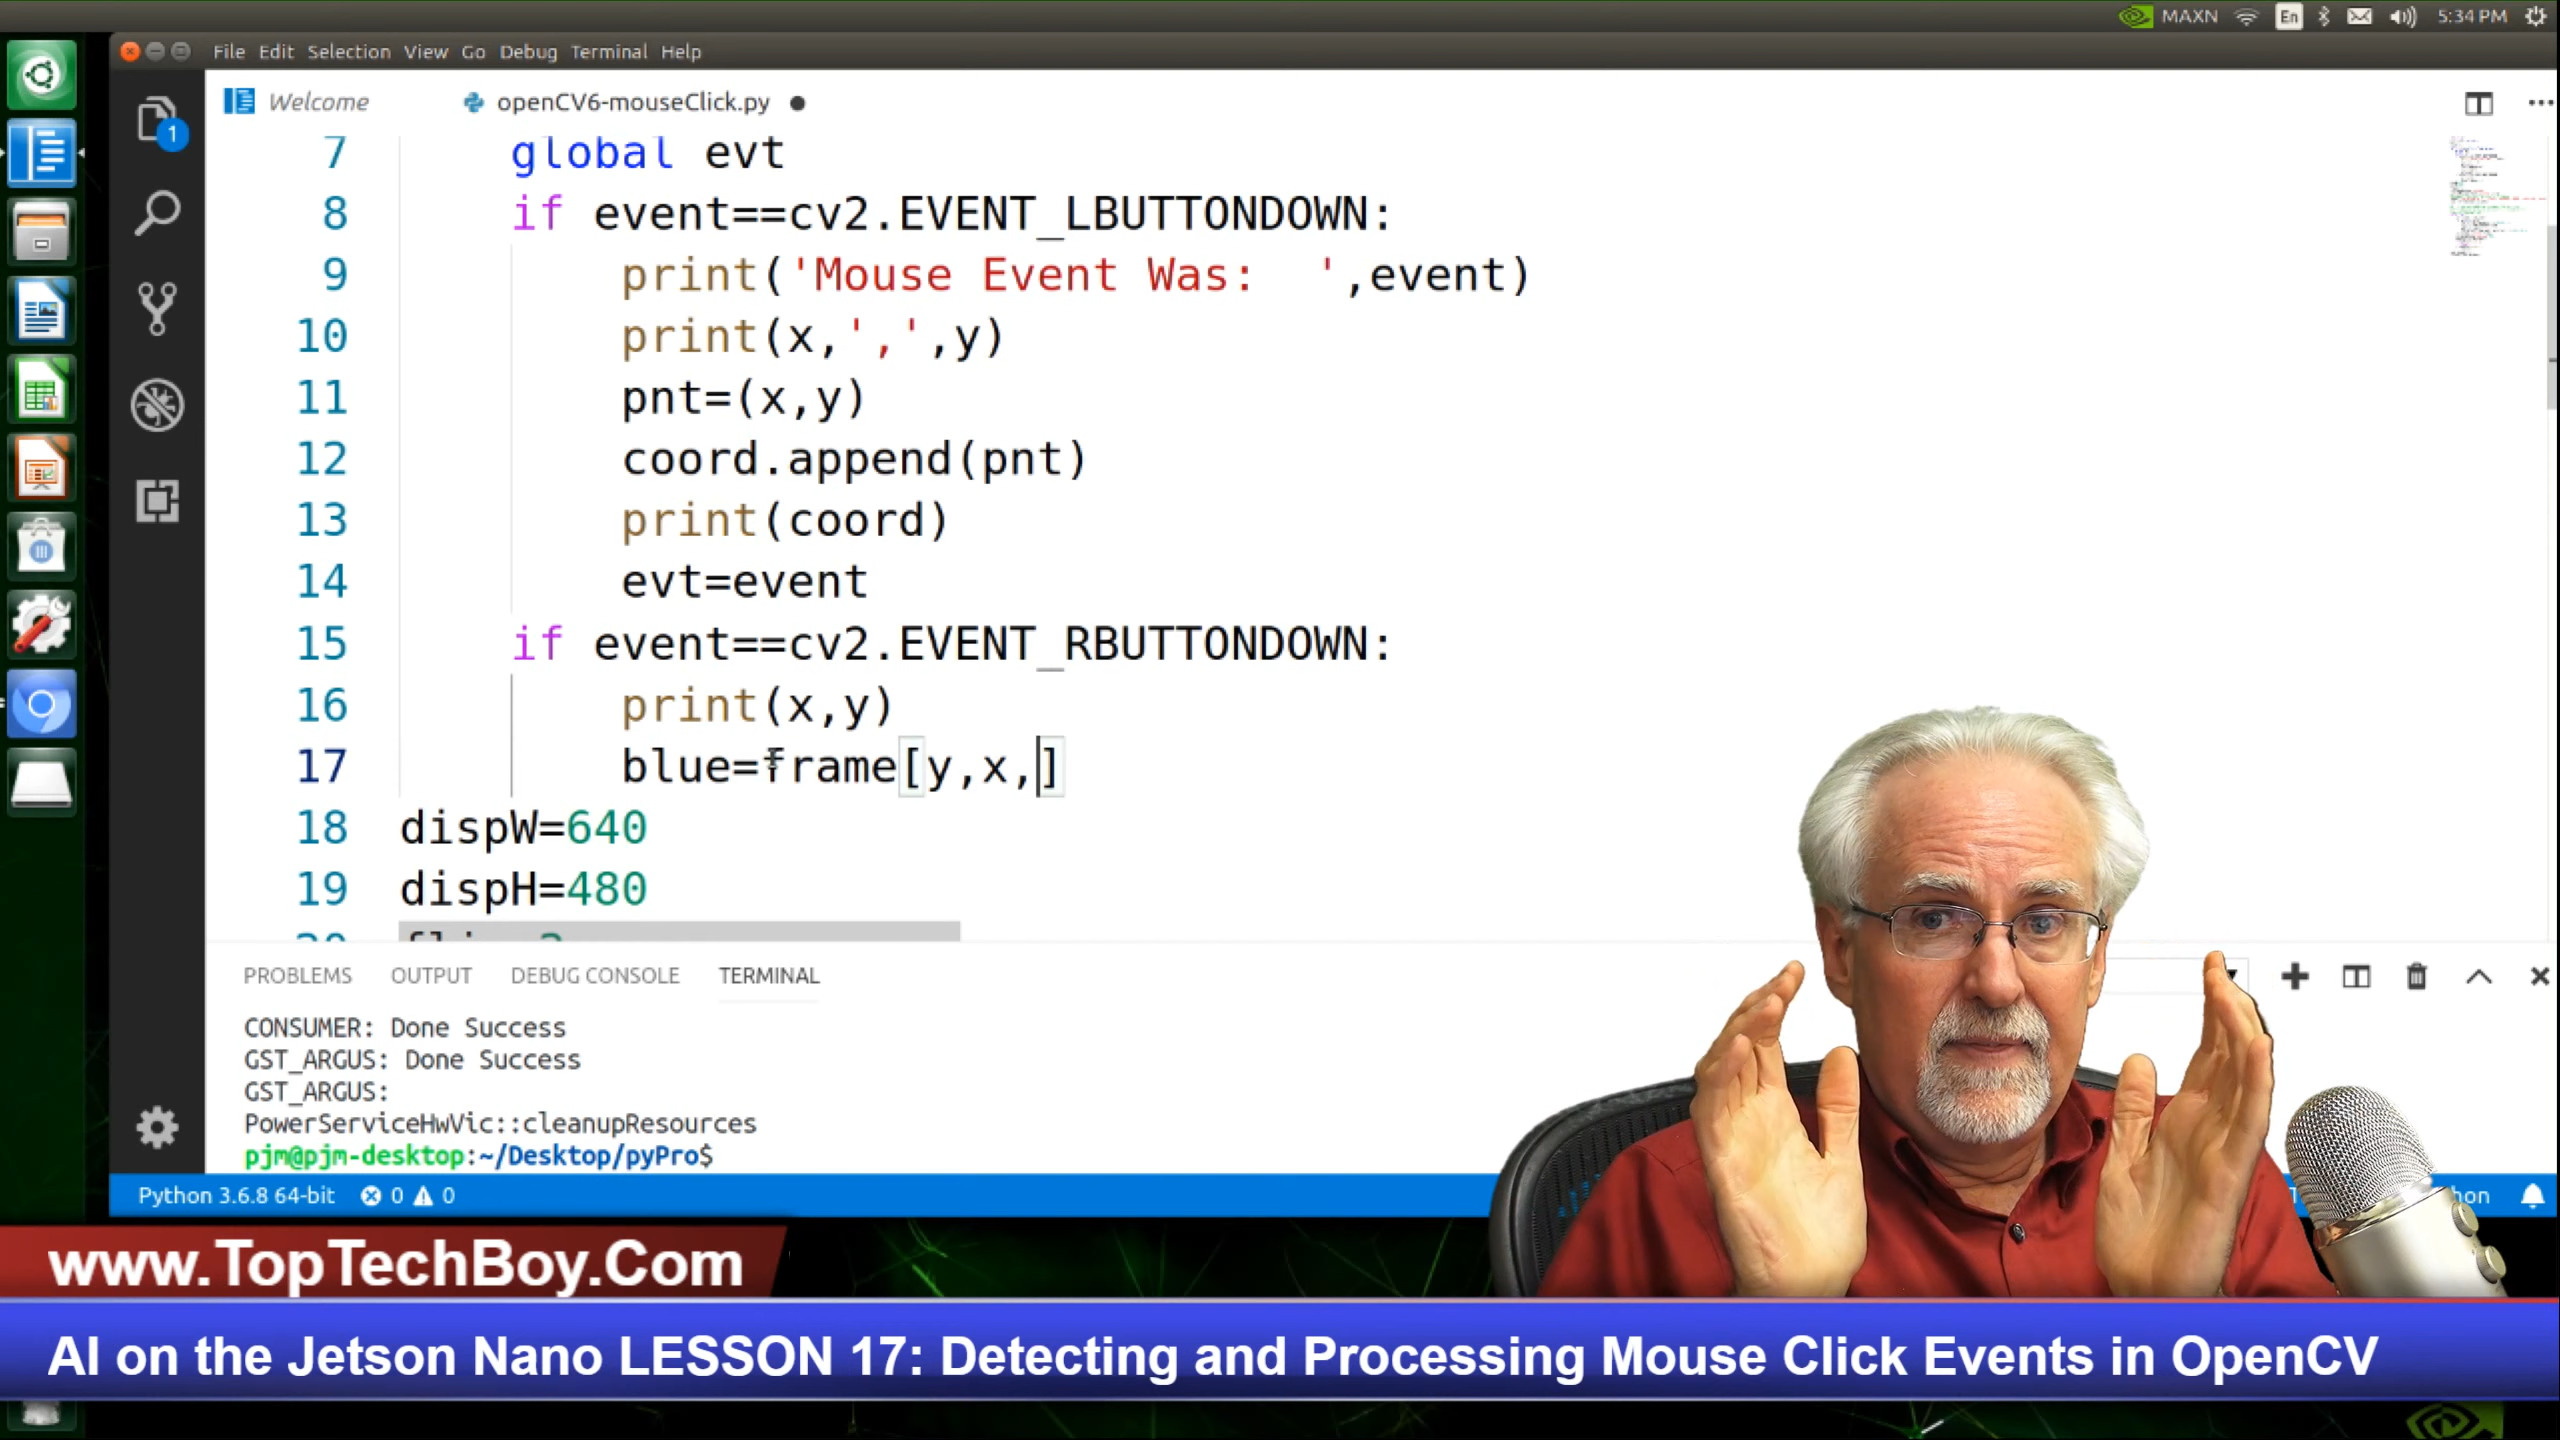 MAXN En 5:34 PM
File Edit Selection View Go Debug Terminal Help
Welcome openCV6-mouseClick.py
1
7 global evt
8 if event==cv2.EVENT_LBUTTONDOWN:
9 print('Mouse Event Was:  ',event)
10 print(x,',',y)
11 pnt=(x,y)
12 coord.append(pnt)
13 print(coord)
14 evt=event
15 if event==cv2.EVENT_RBUTTONDOWN:
16 print(x,y)
17 blue=frame[y,x,]
18 dispW=640
19 dispH=480
PROBLEMS OUTPUT DEBUG CONSOLE TERMINAL
CONSUMER: Done Success
GST_ARGUS: Done Success
GST_ARGUS:
PowerServiceHwVic::cleanupResources
pjm@pjm-desktop:~/Desktop/pyPro$
Python 3.6.8 64-bit 0 0
www.TopTechBoy.Com
AI on the Jetson Nano LESSON 17: Detecting and Processing Mouse Click Events in OpenCV